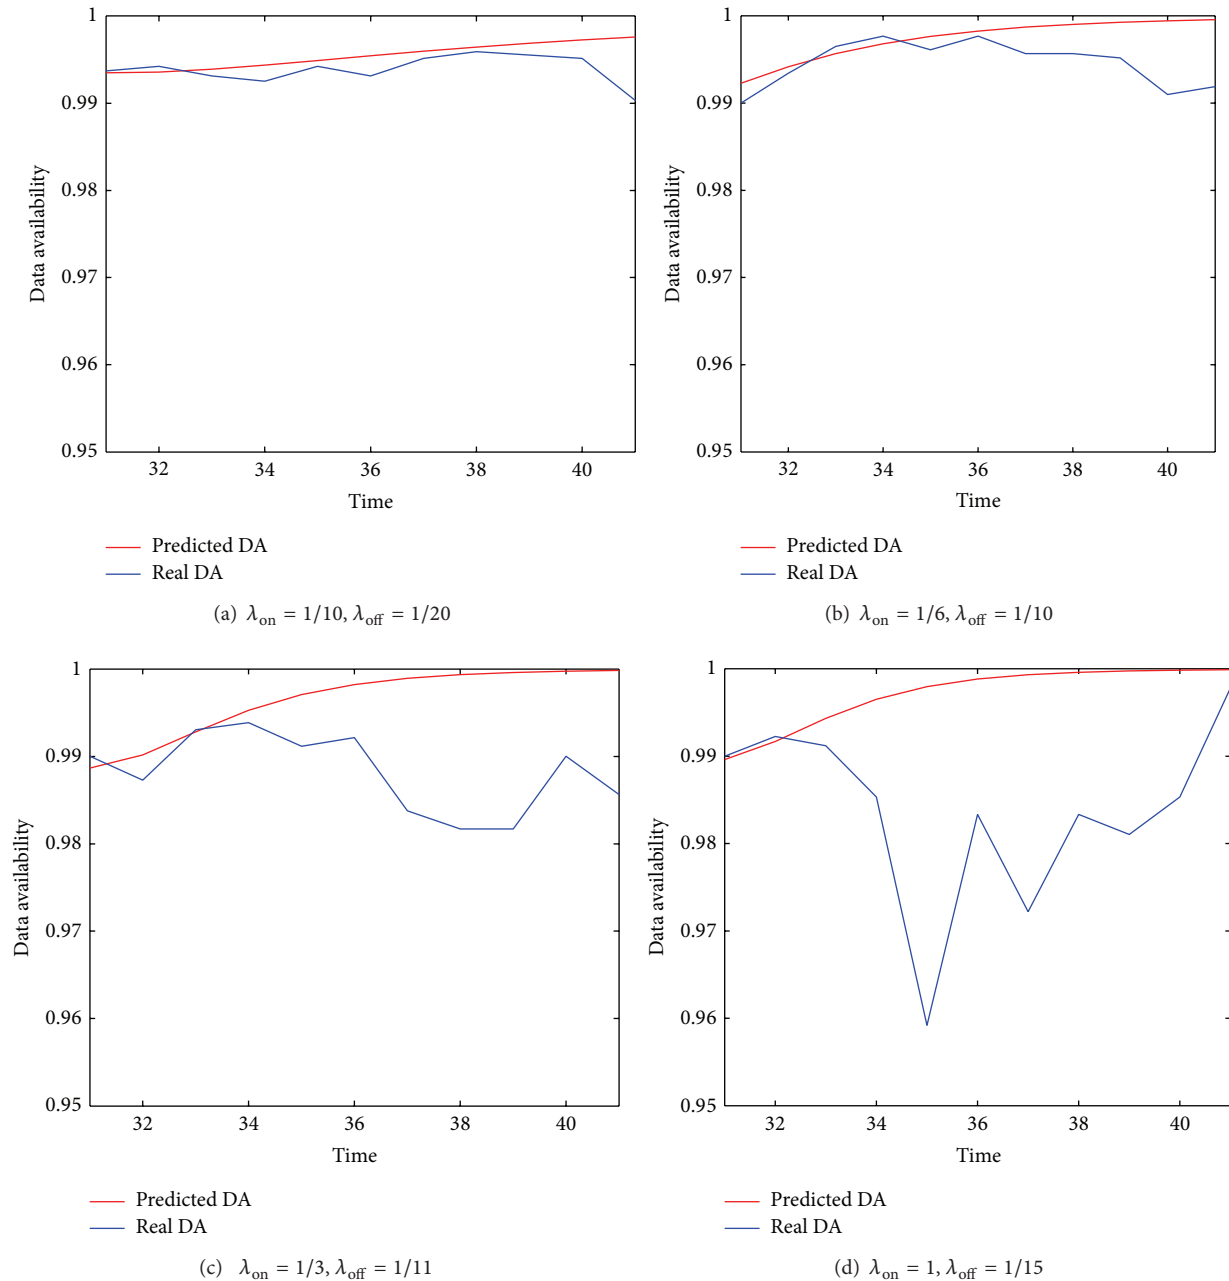 1
0.99
0.98
0.97
0.96
0.95
Data availability
32 34 36 38 40
Time
Predicted DA
Real DA
(a) λon = 1/10, λoff = 1/20
1
0.99
0.98
0.97
0.96
0.95
Data availability
32 34 36 38 40
Time
Predicted DA
Real DA
(b) λon = 1/6, λoff = 1/10
1
0.99
0.98
0.97
0.96
0.95
Data availability
32 34 36 38 40
Time
Predicted DA
Real DA
(c) λon = 1/3, λoff = 1/11
1
0.99
0.98
0.97
0.96
0.95
Data availability
32 34 36 38 40
Time
Predicted DA
Real DA
(d) λon = 1, λoff = 1/15